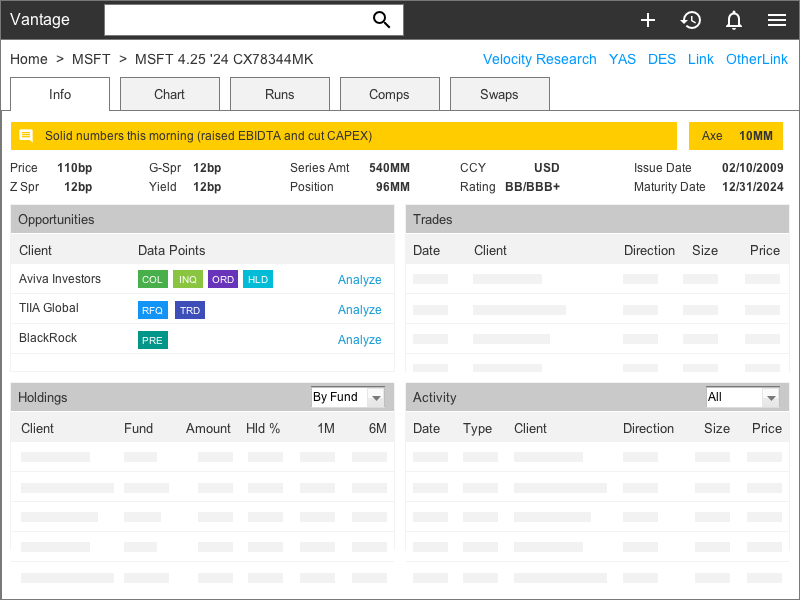 Vantage
Home > MSFT > MSFT 4.25 '24 CX78344MK
Velocity Research YAS DES Link OtherLink
Info Chart Runs Comps Swaps
Solid numbers this morning (raised EBIDTA and cut CAPEX)
Axe 10MM
Price 110bp G-Spr 12bp Series Amt 540MM CCY USD Issue Date 02/10/2009
Z Spr 12bp Yield 12bp Position 96MM Rating BB/BBB+ Maturity Date 12/31/2024
Opportunities
Client Data Points
Aviva Investors COL INQ ORD HLD Analyze
TIIA Global RFQ TRD Analyze
BlackRock PRE Analyze
Trades
Date Client Direction Size Price
Holdings By Fund
Client Fund Amount Hld % 1M 6M
Activity All
Date Type Client Direction Size Price